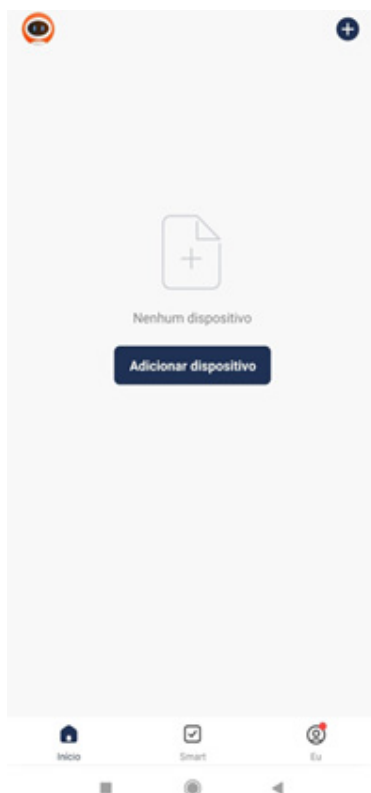 Nenhum dispositivo
Adicionar dispositivo
Início
Smart
Eu